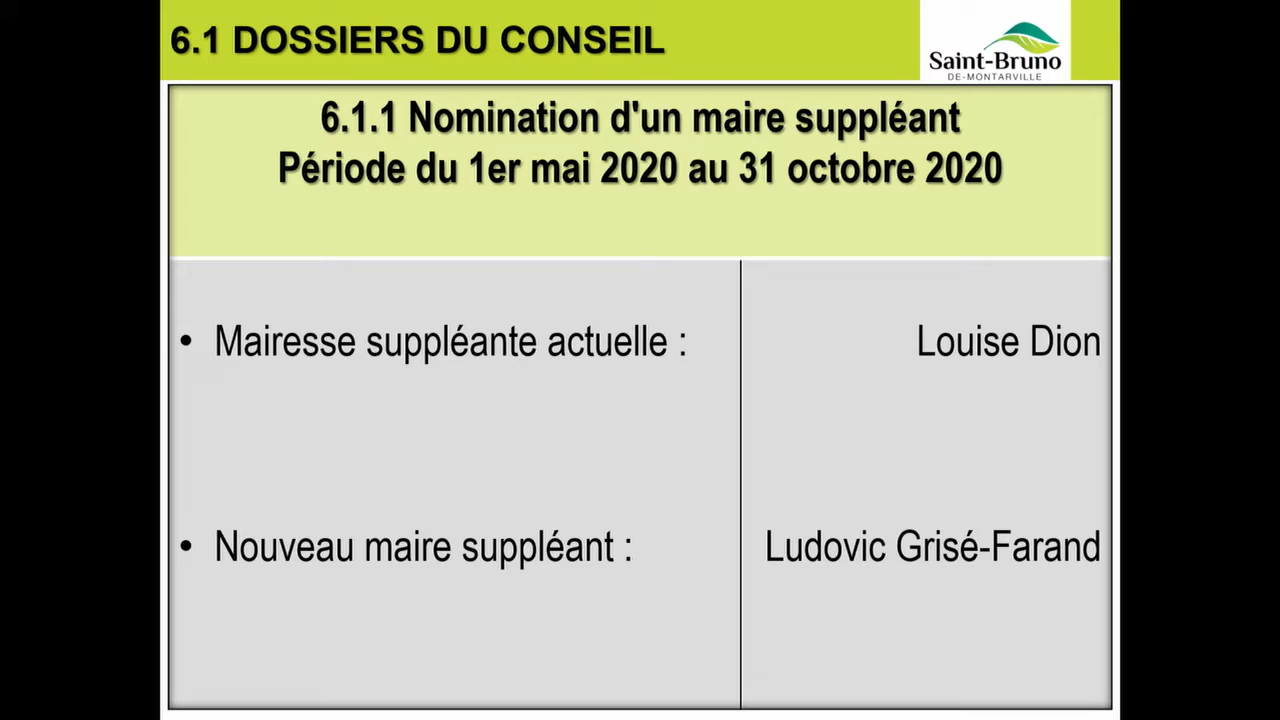 6.1 DOSSIERS DU CONSEIL
Saint-Bruno
DE-MONTARVILLE
6.1.1 Nomination d'un maire suppléant
Période du 1er mai 2020 au 31 octobre 2020
• Mairesse suppléante actuelle : Louise Dion
• Nouveau maire suppléant : Ludovic Grisé-Farand